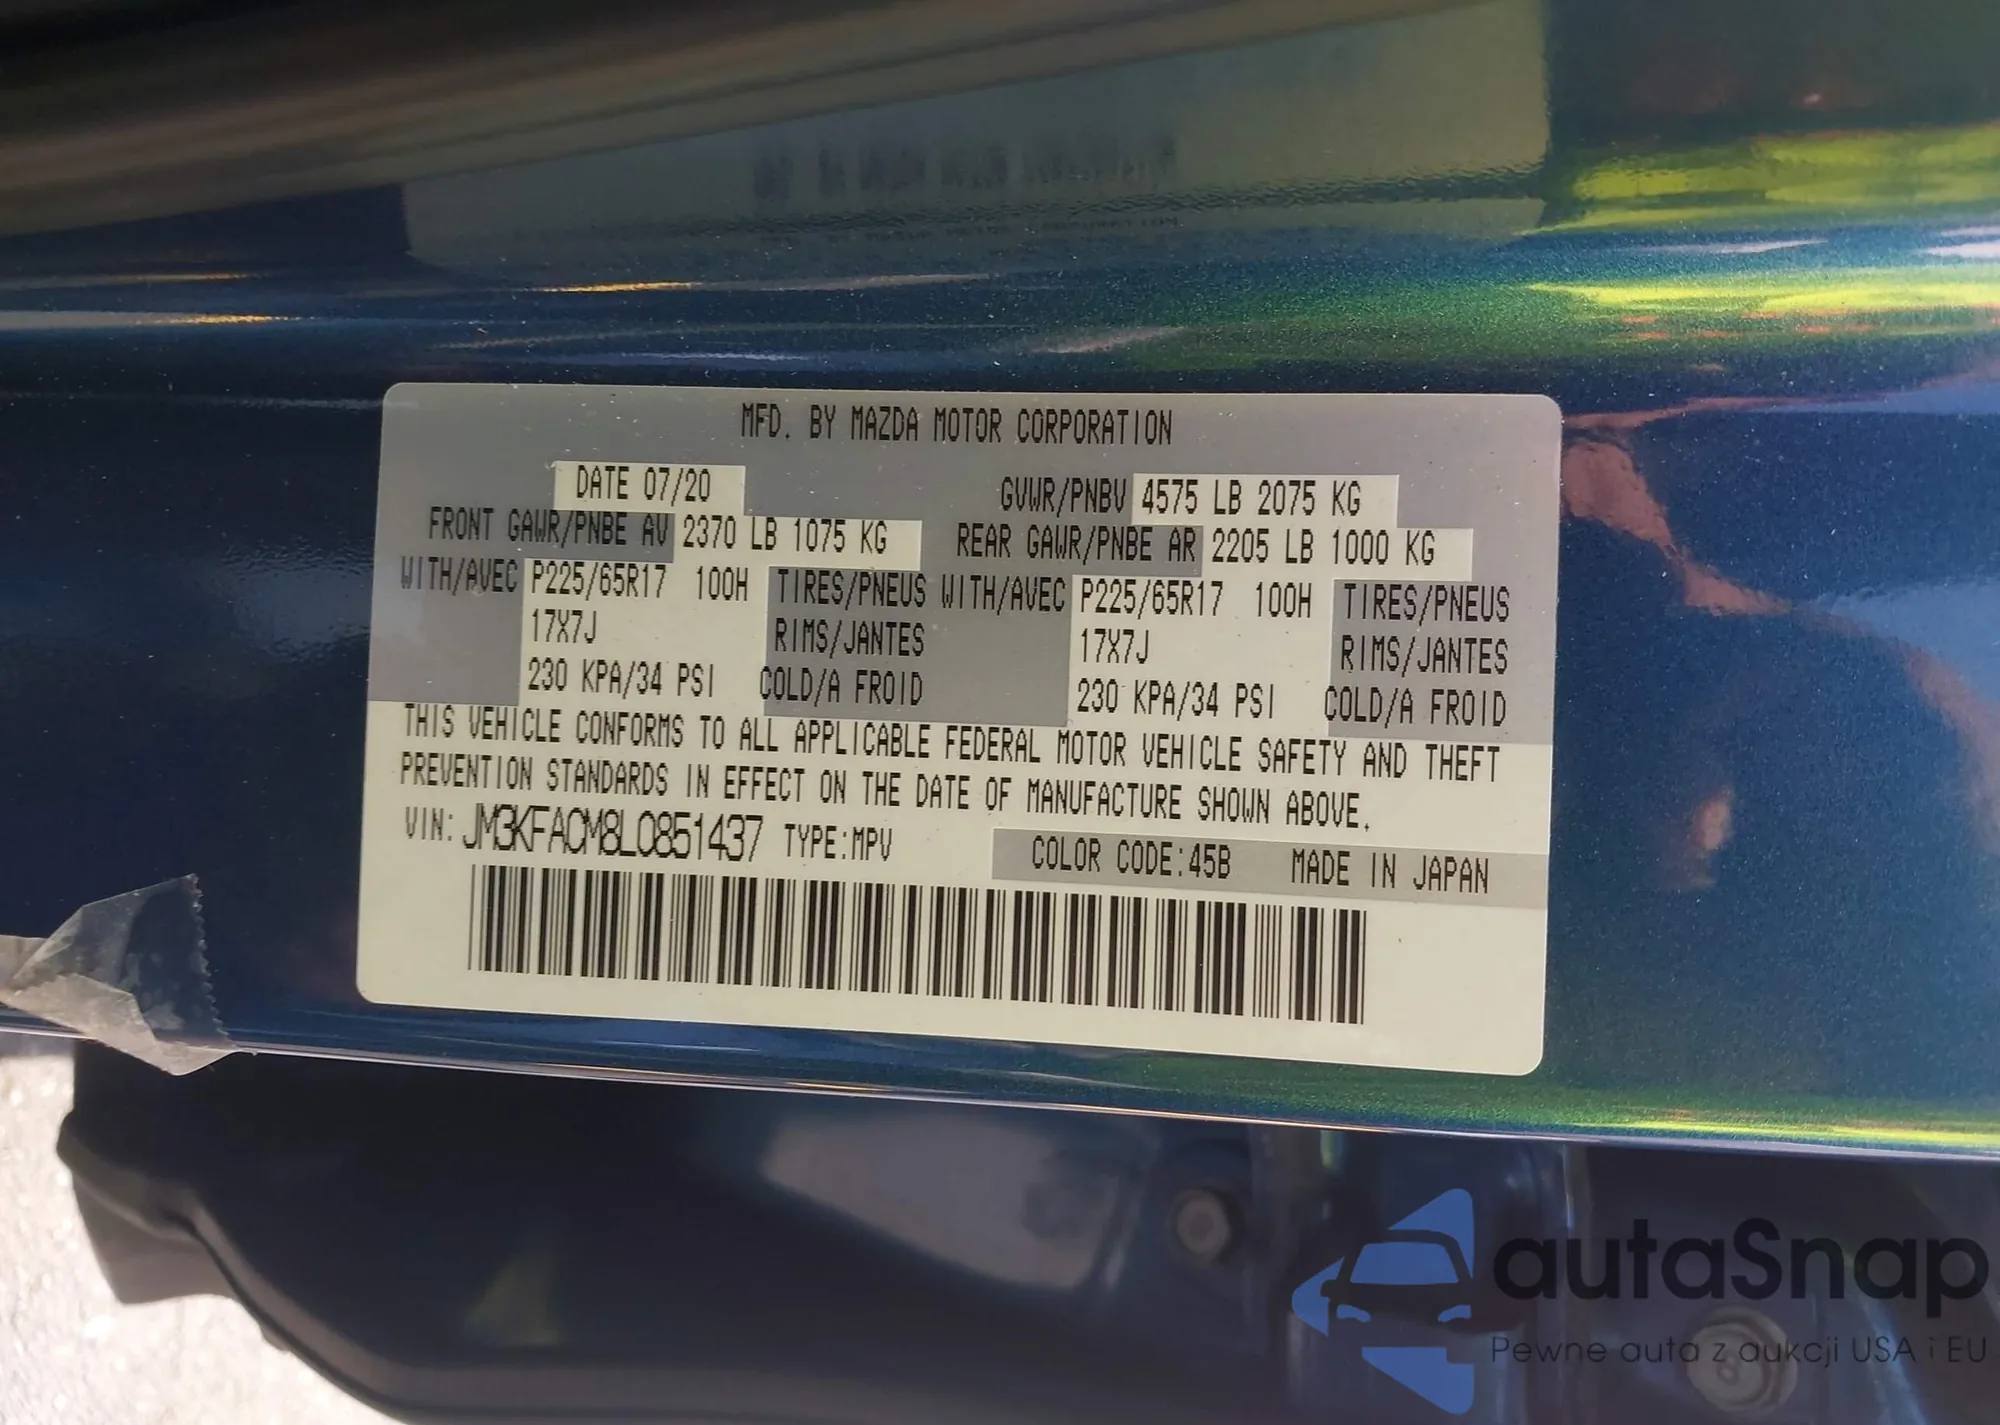 MFD. BY MAZDA MOTOR CORPORATION
DATE 07/20
GVWR/PNBV 4575 LB 2075 KG
FRONT GAWR/PNBE AV 2370 LB 1075 KG
REAR GAWR/PNBE AR 2205 LB 1000 KG
WITH/AVEC P225/65R17 100H TIRES/PNEUS WITH/AVEC P225/65R17 100H TIRES/PNEUS
17X7J RIMS/JANTES 17X7J RIMS/JANTES
230 KPA/34 PSI COLD/A FROID 230 KPA/34 PSI COLD/A FROID
THIS VEHICLE CONFORMS TO ALL APPLICABLE FEDERAL MOTOR VEHICLE SAFETY AND THEFT
PREVENTION STANDARDS IN EFFECT ON THE DATE OF MANUFACTURE SHOWN ABOVE.
VIN: JM3KFACM8L0851437 TYPE:MPV COLOR CODE:45B MADE IN JAPAN
autaSnap
Pewne auta z aukcji USA i EU